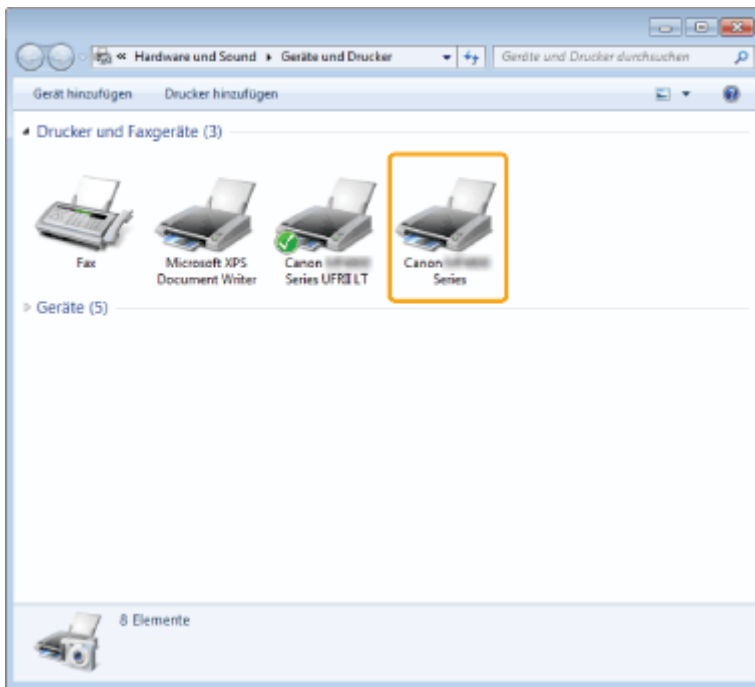 « Hardware und Sound ▸ Geräte und Drucker
Geräte und Drucker durchsuchen
Gerät hinzufügen Drucker hinzufügen
Drucker und Faxgeräte (3)
Fax
Microsoft XPS
Document Writer
Canon
Series UFRII LT
Canon
Series
Geräte (5)
8 Elemente